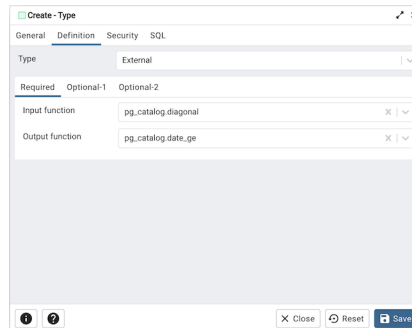 Create - Type
General Definition Security SQL
Type External
Required Optional-1 Optional-2
Input function pg_catalog.diagonal
Output function pg_catalog.date_ge
Close Reset Save